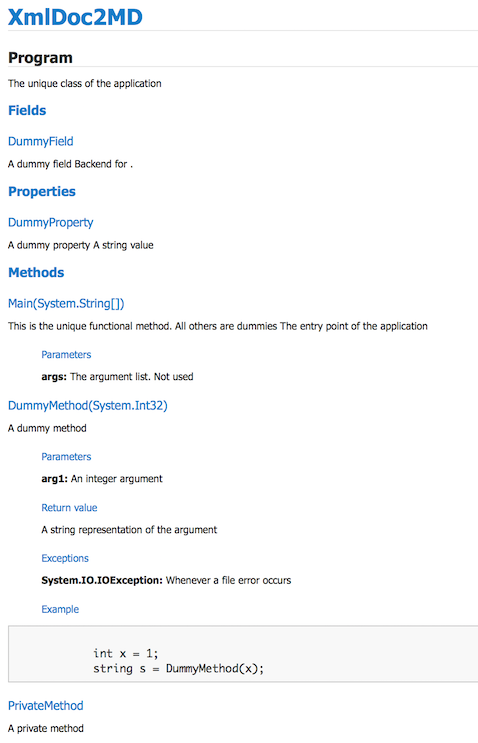 XmlDoc2MD
Program
The unique class of the application
Fields
DummyField
A dummy field Backend for .
Properties
DummyProperty
A dummy property A string value
Methods
Main(System.String[])
This is the unique functional method. All others are dummies The entry point of the application
Parameters
args: The argument list. Not used
DummyMethod(System.Int32)
A dummy method
Parameters
arg1: An integer argument
Return value
A string representation of the argument
Exceptions
System.IO.IOException: Whenever a file error occurs
Example
int x = 1;
string s = DummyMethod(x);
PrivateMethod
A private method